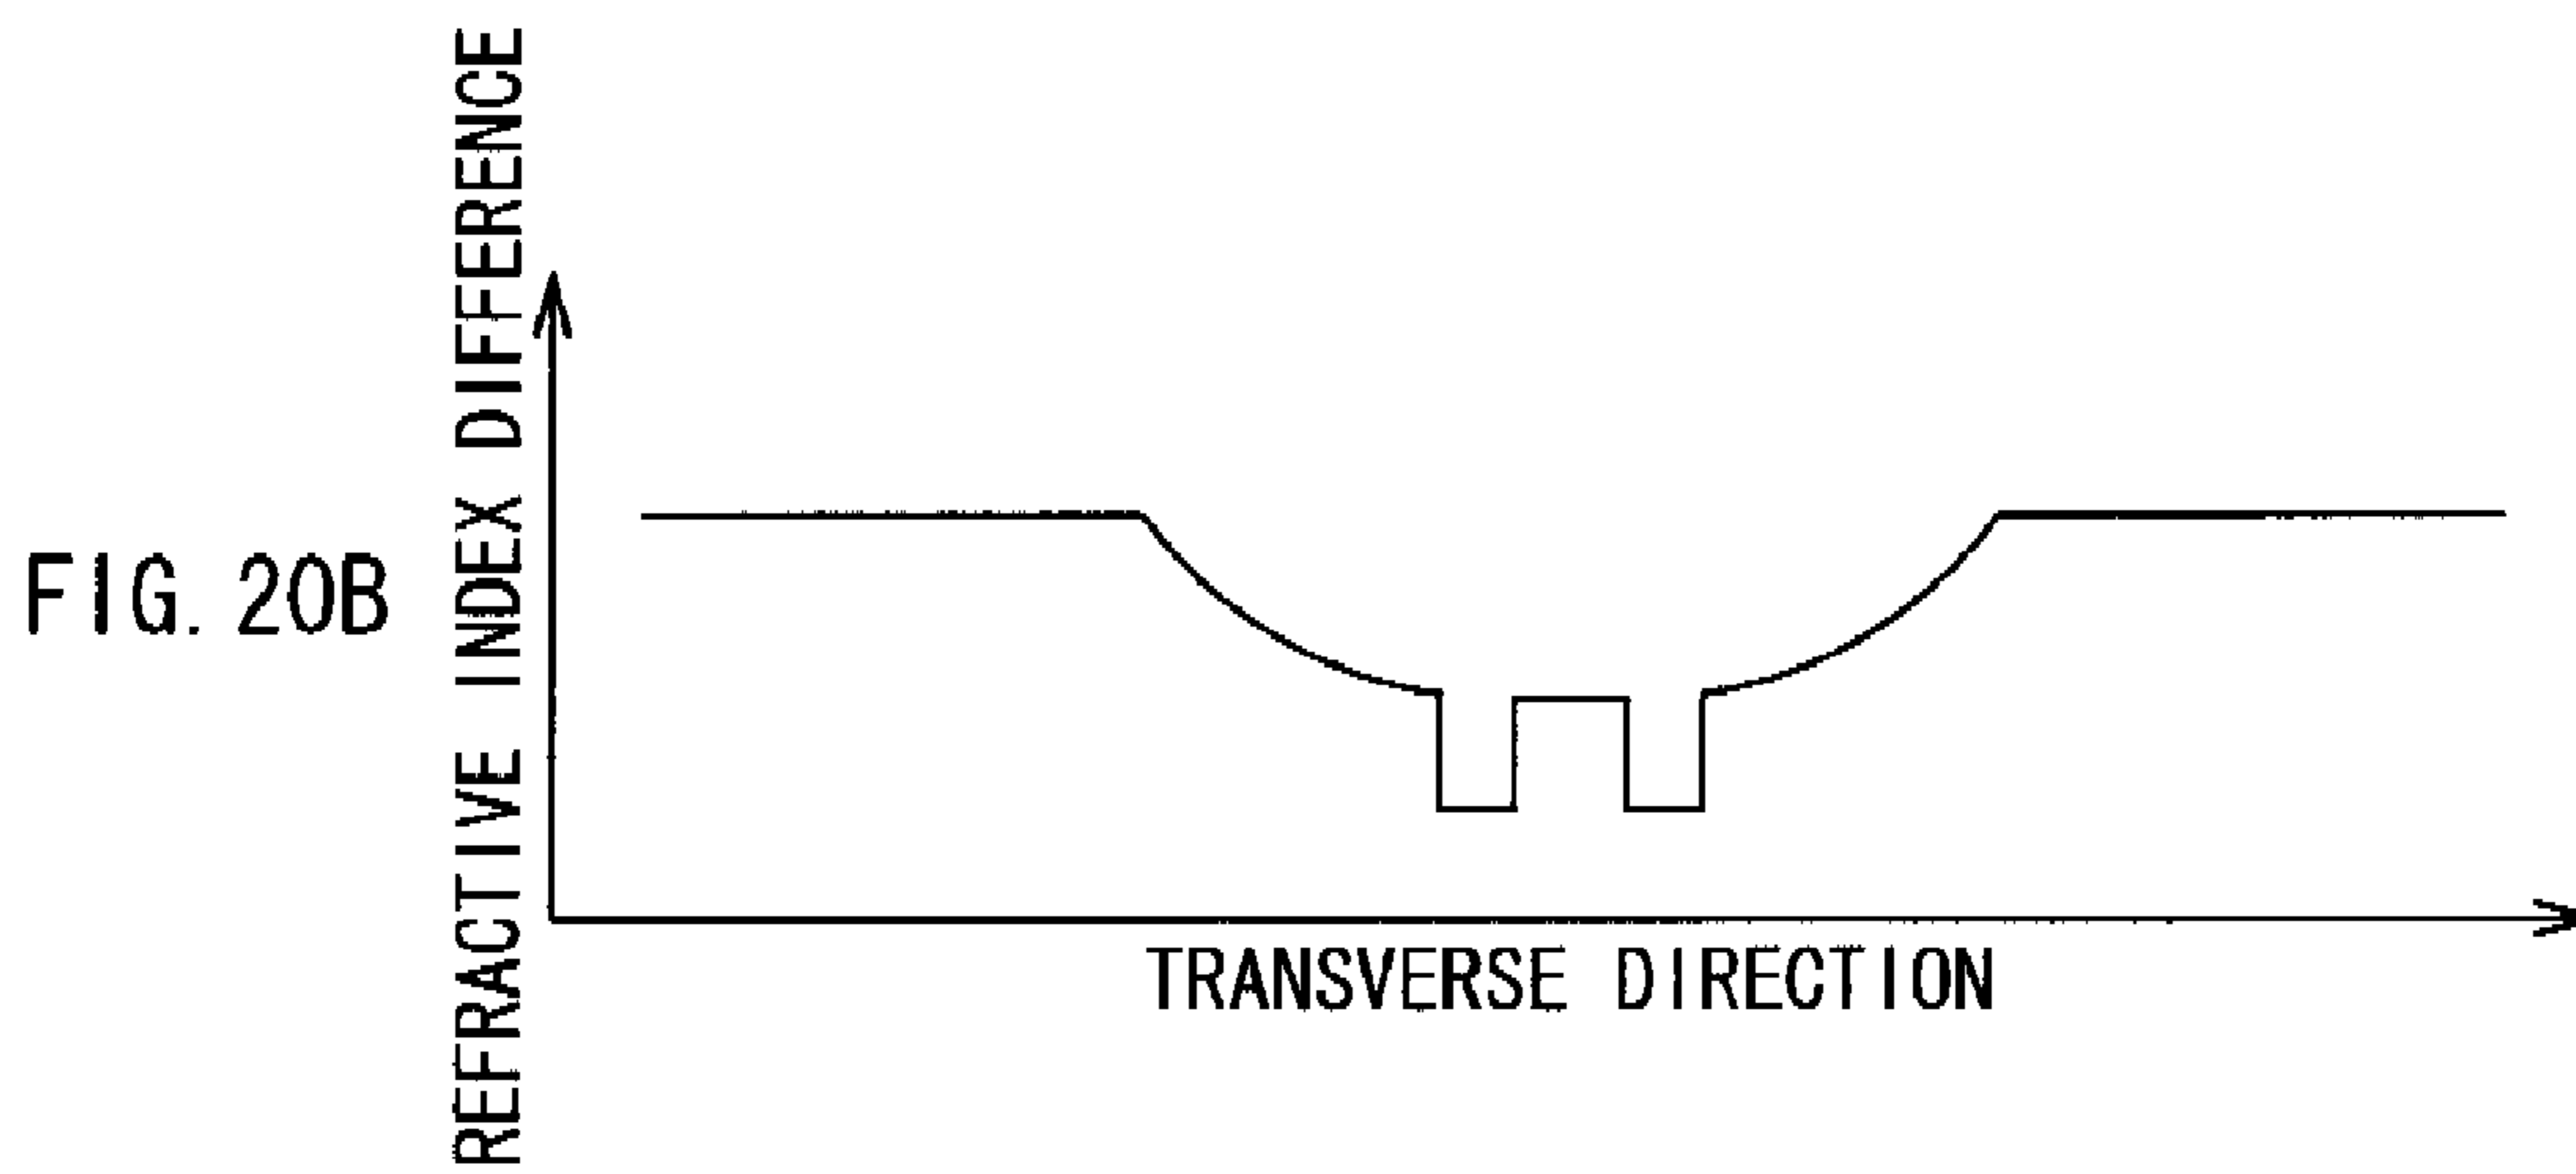 FIG. 20B
REFRACTIVE INDEX DIFFERENCE
TRANSVERSE DIRECTION